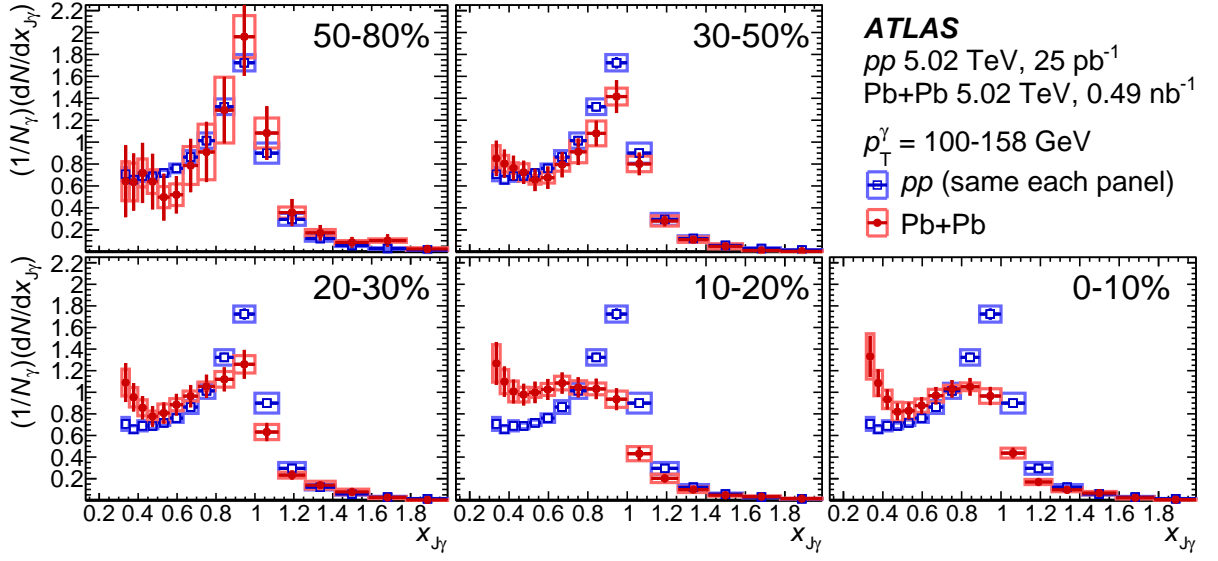 2.2
2
1.8
1.6
1.4
1.2
1
0.8
0.6
0.4
0.2
(1/Nγ)(dN/dxJγ)
50-80%
30-50%
ATLAS
pp 5.02 TeV, 25 pb⁻¹
Pb+Pb 5.02 TeV, 0.49 nb⁻¹
pTγ = 100-158 GeV
pp (same each panel)
Pb+Pb
2.2
2
1.8
1.6
1.4
1.2
1
0.8
0.6
0.4
0.2
(1/Nγ)(dN/dxJγ)
20-30%
10-20%
0-10%
0.2 0.4 0.6 0.8 1 1.2 1.4 1.6 1.8
0.2 0.4 0.6 0.8 1 1.2 1.4 1.6 1.8
0.2 0.4 0.6 0.8 1 1.2 1.4 1.6 1.8
xJγ
xJγ
xJγ